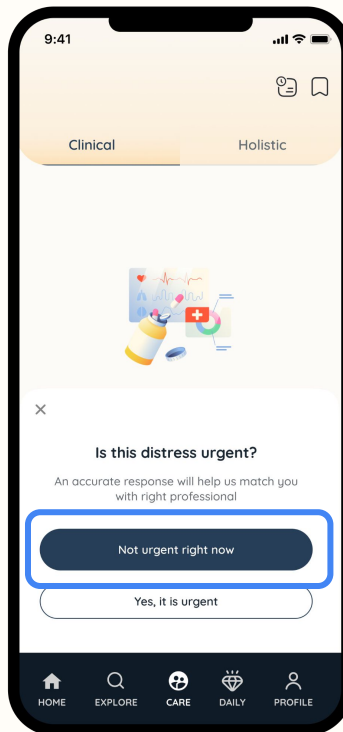 9:41
Clinical Holistic
Is this distress urgent?
An accurate response will help us match you
with right professional
Not urgent right now
Yes, it is urgent
HOME EXPLORE CARE DAILY PROFILE